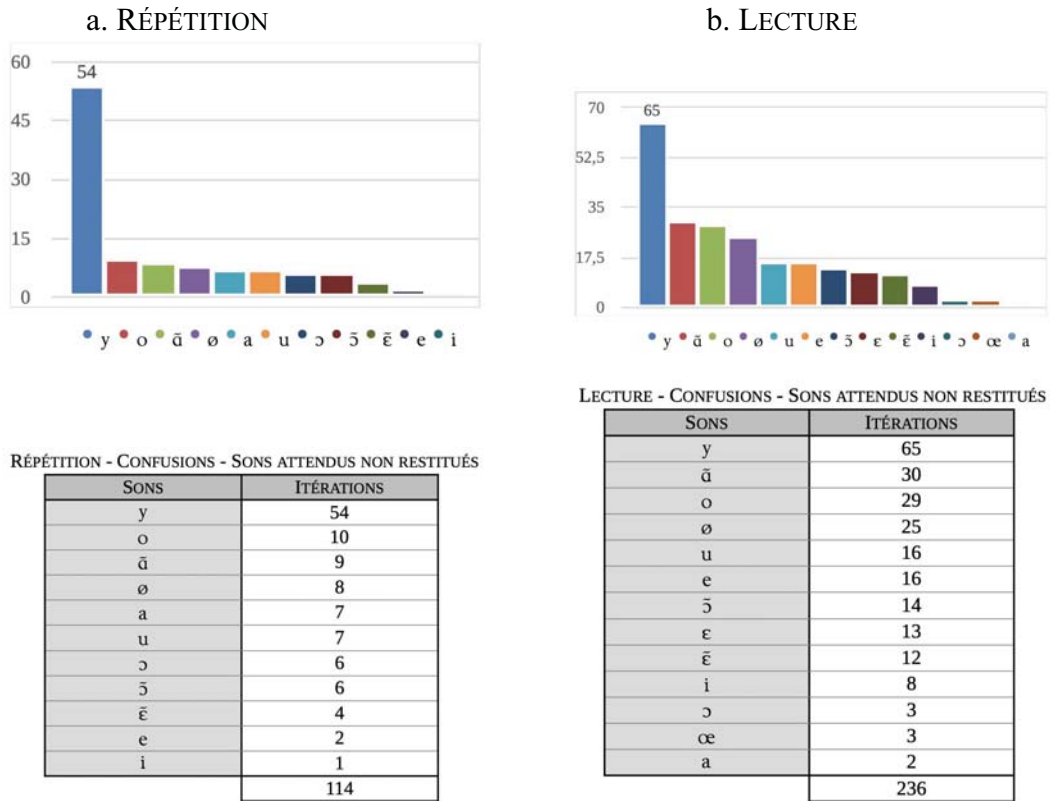 a. RÉPÉTITION
60
54
45
30
15
0
y o ɑ̃ ø a u ɔ ɔ̃ ɛ̃ e i
RÉPÉTITION - CONFUSIONS - SONS ATTENDUS NON RESTITUÉS
SONS ITÉRATIONS
y 54
o 10
ɑ̃ 9
ø 8
a 7
u 7
ɔ 6
ɔ̃ 6
ɛ̃ 4
e 2
i 1
114
b. LECTURE
70
65
52,5
35
17,5
0
y ɑ̃ o ø u e ɔ̃ ɛ ɛ̃ i ɔ œ a
LECTURE - CONFUSIONS - SONS ATTENDUS NON RESTITUÉS
SONS ITÉRATIONS
y 65
ɑ̃ 30
o 29
ø 25
u 16
e 16
ɔ̃ 14
ɛ 13
ɛ̃ 12
i 8
ɔ 3
œ 3
a 2
236